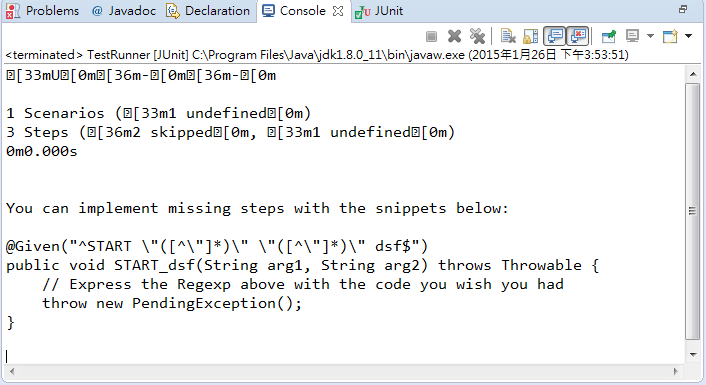 Problems @ Javadoc Declaration Console JUnit
<terminated> TestRunner [JUnit] C:\Program Files\Java\jdk1.8.0_11\bin\javaw.exe (2015年1月26日 下午3:53:51)
[33mU[0m[36m-[0m[36m-[0m
1 Scenarios ([33m1 undefined[0m)
3 Steps ([36m2 skipped[0m, [33m1 undefined[0m)
0m0.000s
You can implement missing steps with the snippets below:
@Given("^START \"([^\"]*)\" \"([^\"]*)\" dsf$")
public void START_dsf(String arg1, String arg2) throws Throwable {
// Express the Regexp above with the code you wish you had
throw new PendingException();
}